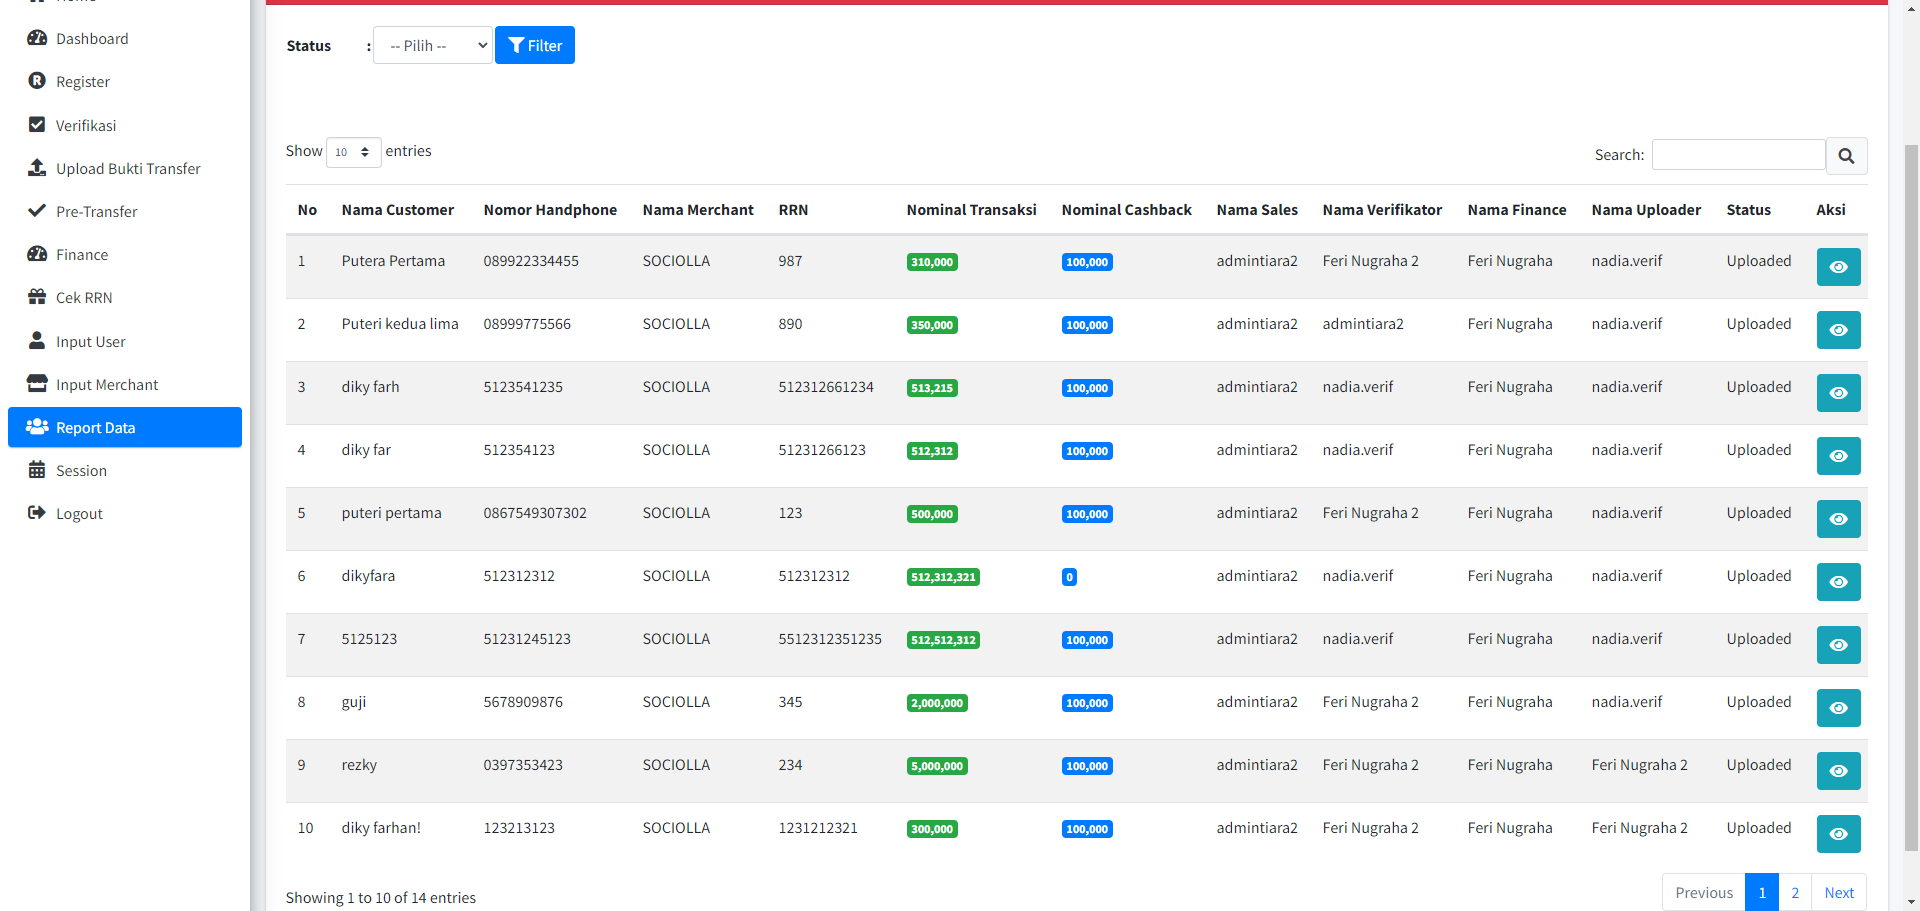 Home
Dashboard
Register
Verifikasi
Upload Bukti Transfer
Pre-Transfer
Finance
Cek RRN
Input User
Input Merchant
Report Data
Session
Logout
Status : -- Pilih -- Filter
Show 10 entries
Search:
No Nama Customer Nomor Handphone Nama Merchant RRN Nominal Transaksi Nominal Cashback Nama Sales Nama Verifikator Nama Finance Nama Uploader Status Aksi
1 Putera Pertama 089922334455 SOCIOLLA 987 310,000 100,000 admintiara2 Feri Nugraha 2 Feri Nugraha nadia.verif Uploaded
2 Puteri kedua lima 08999775566 SOCIOLLA 890 350,000 100,000 admintiara2 admintiara2 Feri Nugraha nadia.verif Uploaded
3 diky farh 5123541235 SOCIOLLA 512312661234 513,215 100,000 admintiara2 nadia.verif Feri Nugraha nadia.verif Uploaded
4 diky far 512354123 SOCIOLLA 51231266123 512,312 100,000 admintiara2 nadia.verif Feri Nugraha nadia.verif Uploaded
5 puteri pertama 0867549307302 SOCIOLLA 123 500,000 100,000 admintiara2 Feri Nugraha 2 Feri Nugraha nadia.verif Uploaded
6 dikyfara 512312312 SOCIOLLA 512312312 512,312,321 0 admintiara2 nadia.verif Feri Nugraha nadia.verif Uploaded
7 5125123 51231245123 SOCIOLLA 5512312351235 512,512,312 100,000 admintiara2 nadia.verif Feri Nugraha nadia.verif Uploaded
8 guji 5678909876 SOCIOLLA 345 2,000,000 100,000 admintiara2 Feri Nugraha 2 Feri Nugraha nadia.verif Uploaded
9 rezky 0397353423 SOCIOLLA 234 5,000,000 100,000 admintiara2 Feri Nugraha 2 Feri Nugraha Feri Nugraha 2 Uploaded
10 diky farhan! 123213123 SOCIOLLA 1231212321 300,000 100,000 admintiara2 Feri Nugraha 2 Feri Nugraha Feri Nugraha 2 Uploaded
Showing 1 to 10 of 14 entries
Previous 1 2 Next